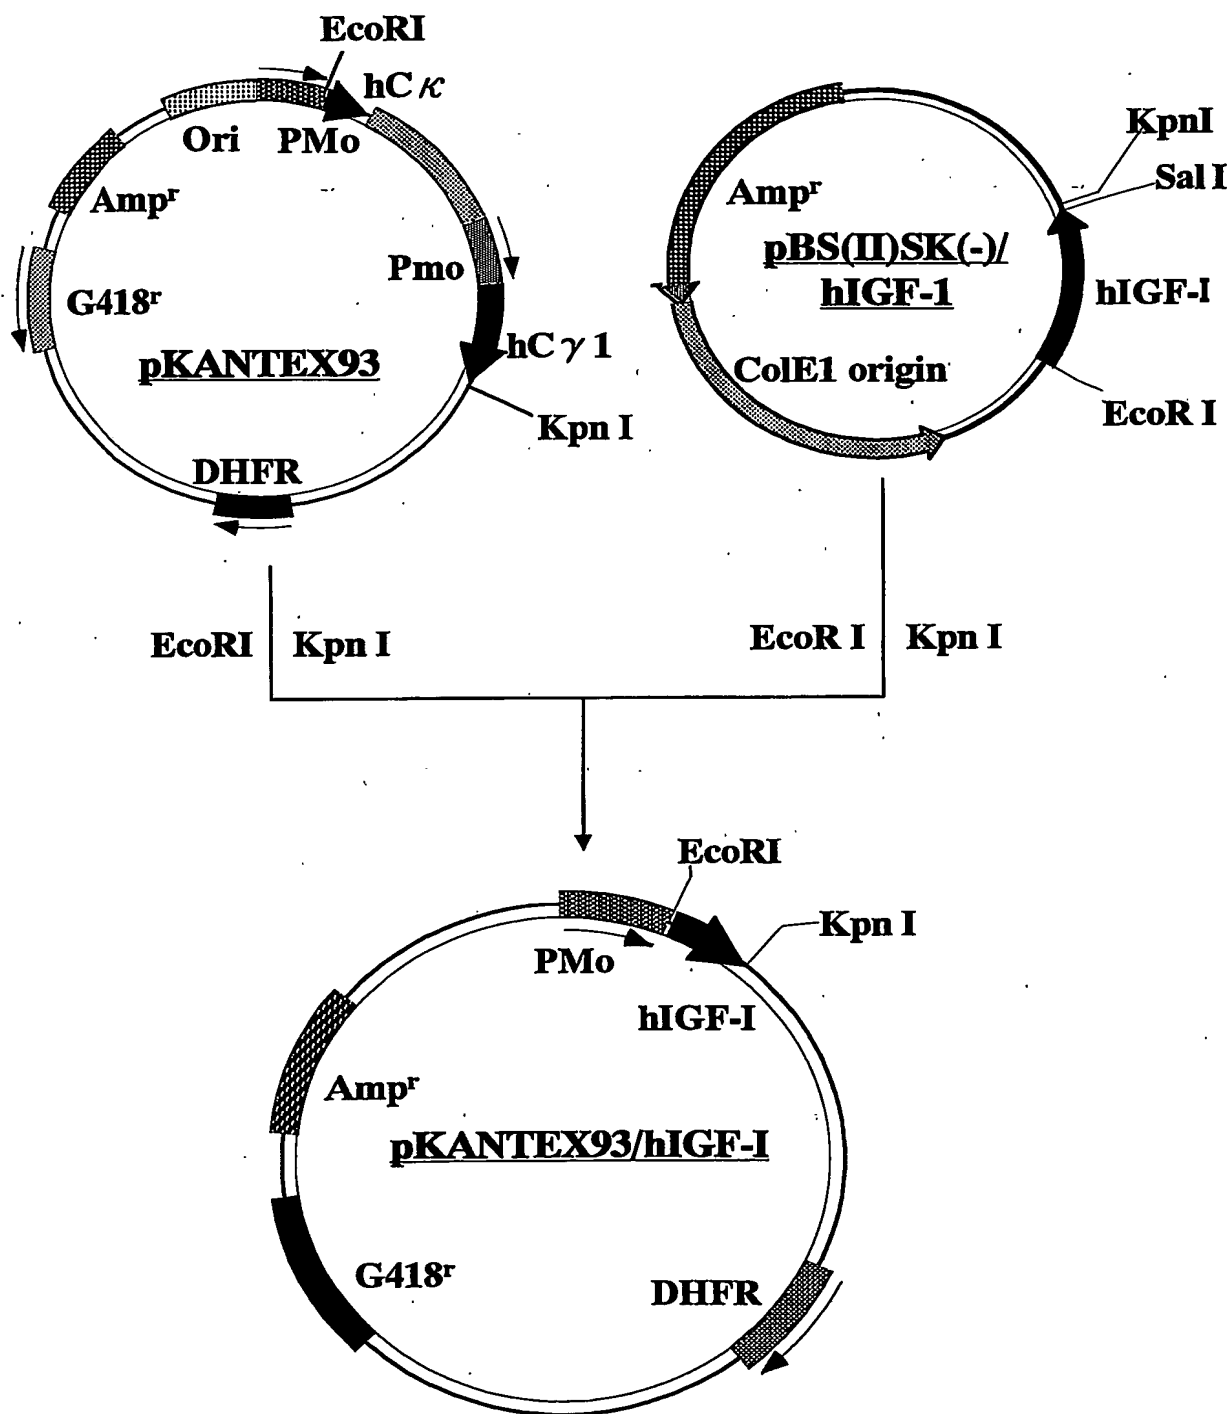 EcoRI
hCκ
Ori
PMo
Ampʳ
Pmo
G418ʳ
hCγ1
pKANTEX93
Kpn I
DHFR
KpnI
Sal I
Ampʳ
pBS(II)SK(-)/
hIGF-1
hIGF-I
ColE1 origin
EcoR I
EcoRI
Kpn I
EcoR I
Kpn I
EcoRI
Kpn I
PMo
hIGF-I
Ampʳ
pKANTEX93/hIGF-I
G418ʳ
DHFR